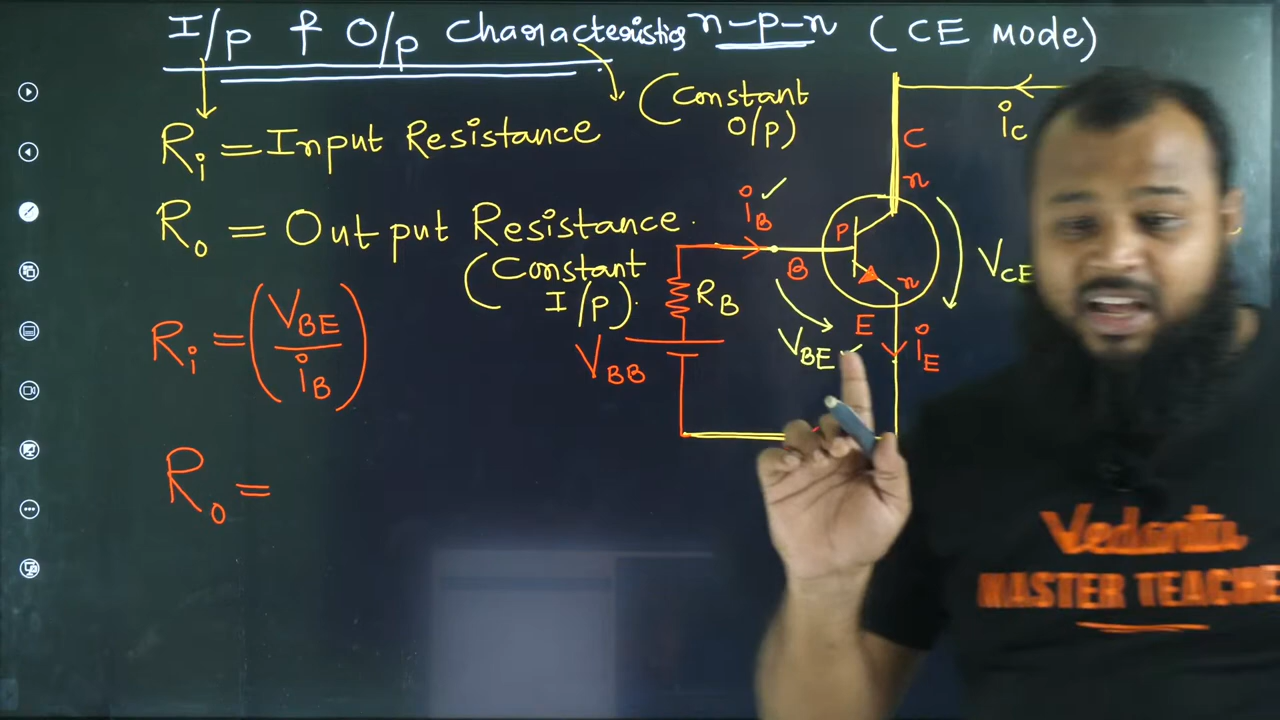 I/p & O/p Characteristics n-p-n (CE Mode)
Ri = Input Resistance
(Constant
O/p)
Ro = Output Resistance.
(Constant
I/p).
Ri = (VBE / iB)
Ro =
iC
C
n
iB ✓
P
B
n
VCE
RB
VBE ✓
E
iE
VBB
Vedantu
MASTER TEACHE